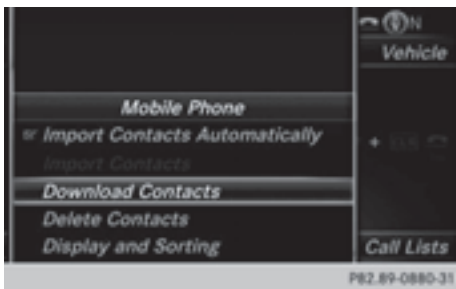 N
Vehicle
Mobile Phone
Import Contacts Automatically
Import Contacts
Download Contacts
Delete Contacts
Display and Sorting
Call Lists
P82.89-0880-31